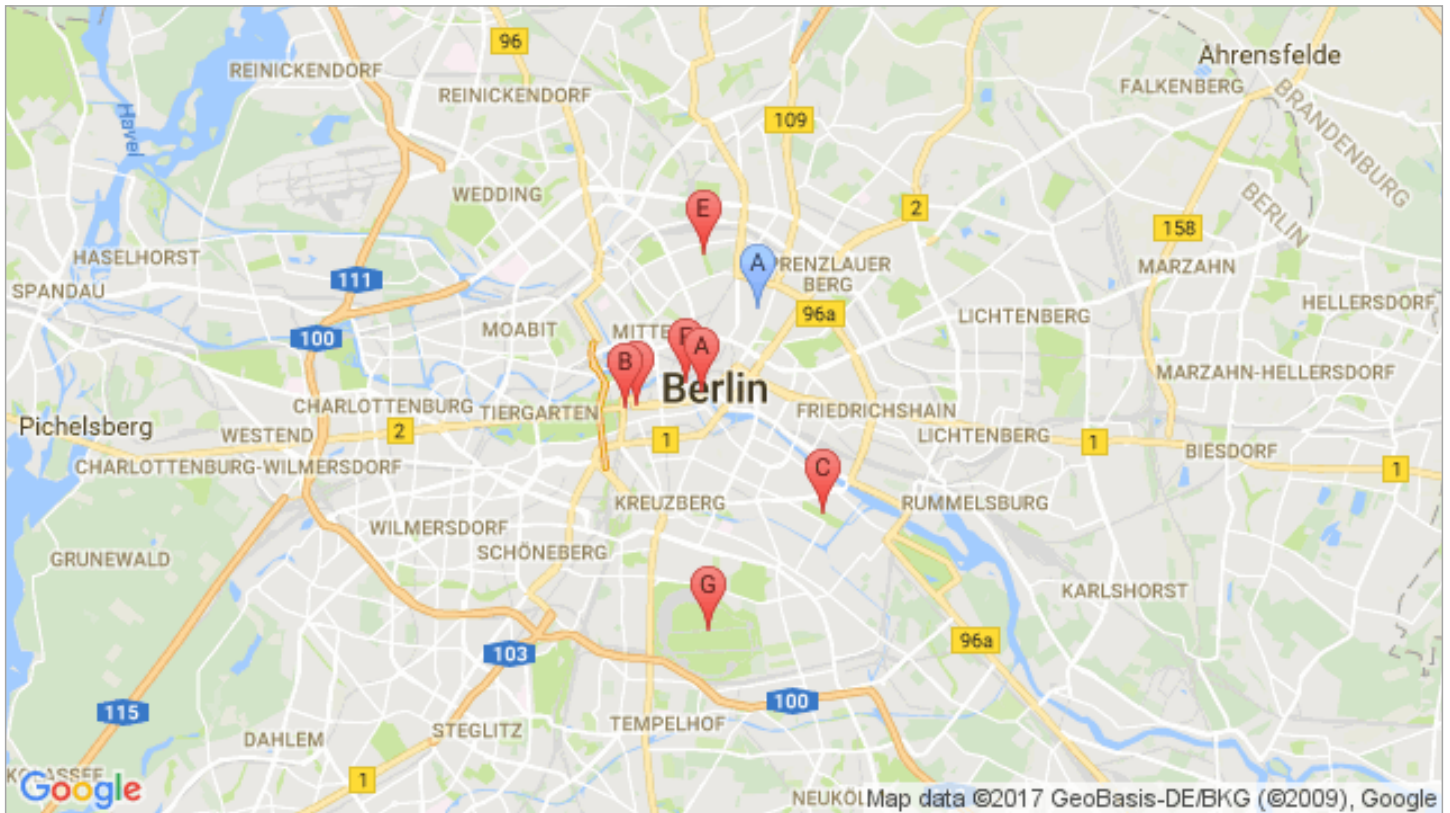 96
Ahrensfelde
REINICKENDORF
FALKENBERG
REINICKENDORF
BRANDENBURG
Havel
109
WEDDING
2
BERLIN
158
E
HASELHORST
A
PRENZLAUER
BERG
MARZAHN
111
SPANDAU
HELLERSDORF
96a
LICHTENBERG
MOABIT
MITTE
100
F
A
B
Berlin
MARZAHN-HELLERSDORF
CHARLOTTENBURG
TIERGARTEN
FRIEDRICHSHAIN
Pichelsberg
WESTEND
2
1
LICHTENBERG
1
BIESDORF
CHARLOTTENBURG-WILMERSDORF
C
1
KREUZBERG
RUMMELSBURG
WILMERSDORF
SCHÖNEBERG
GRUNEWALD
G
KARLSHORST
96a
103
100
115
TEMPELHOF
STEGLITZ
DAHLEM
1
Google
NEUKÖL
Map data ©2017 GeoBasis-DE/BKG (©2009), Google